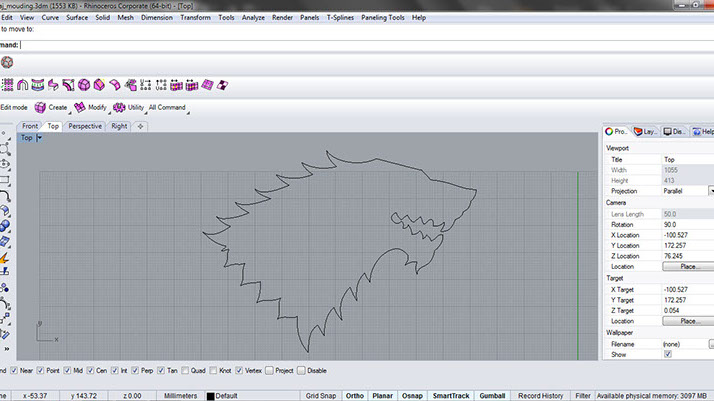 aj_mouding.3dm (1553 KB) - Rhinoceros Corporate (64-bit) - [Top]
Edit View Curve Surface Solid Mesh Dimension Transform Tools Analyze Render Panels T-Splines Paneling Tools Help
to move to:
mand:
Edit mode Create Modify Utility All Command
Front Top Perspective Right
Top
Pro.. Lay.. Dis... Help
Viewport
Title Top
Width 1055
Height 413
Projection Parallel
Camera
Lens Length 50.0
Rotation 90.0
X Location -100.527
Y Location 172.257
Z Location 76.245
Location Place...
Target
X Target -100.527
Y Target 172.257
Z Target 0.054
Location Place...
Wallpaper
Filename (none)
Show
y
x
nd Near Point Mid Cen Int Perp Tan Quad Knot Vertex Project Disable
ne x -53.37 y 143.72 z 0.00 Millimeters Default Grid Snap Ortho Planar Osnap SmartTrack Gumball Record History Filter Available physical memory: 3097 MB